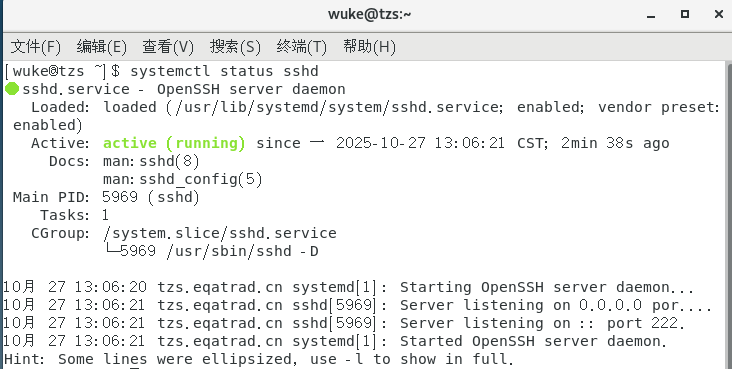 wuke@tzs:~
文件(F) 编辑(E) 查看(V) 搜索(S) 终端(T) 帮助(H)
[wuke@tzs ~]$ systemctl status sshd
● sshd.service - OpenSSH server daemon
Loaded: loaded (/usr/lib/systemd/system/sshd.service; enabled; vendor preset:
enabled)
Active: active (running) since 一 2025-10-27 13:06:21 CST; 2min 38s ago
Docs: man:sshd(8)
man:sshd_config(5)
Main PID: 5969 (sshd)
Tasks: 1
CGroup: /system.slice/sshd.service
└─5969 /usr/sbin/sshd -D
10月 27 13:06:20 tzs.eqatrad.cn systemd[1]: Starting OpenSSH server daemon...
10月 27 13:06:21 tzs.eqatrad.cn sshd[5969]: Server listening on 0.0.0.0 por....
10月 27 13:06:21 tzs.eqatrad.cn sshd[5969]: Server listening on :: port 222.
10月 27 13:06:21 tzs.eqatrad.cn systemd[1]: Started OpenSSH server daemon.
Hint: Some lines were ellipsized, use -l to show in full.